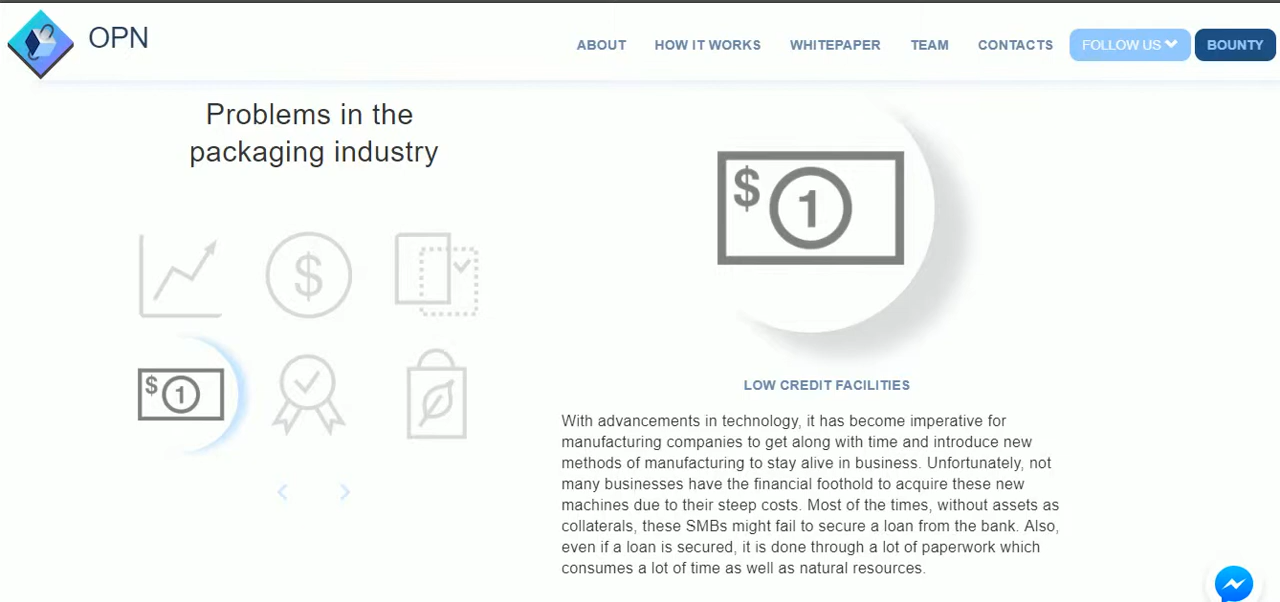 OPN
ABOUT
HOW IT WORKS
WHITEPAPER
TEAM
CONTACTS
FOLLOW US
BOUNTY
Problems in the
packaging industry
$
$ 1
$ 1
LOW CREDIT FACILITIES
With advancements in technology, it has become imperative for
manufacturing companies to get along with time and introduce new
methods of manufacturing to stay alive in business. Unfortunately, not
many businesses have the financial foothold to acquire these new
machines due to their steep costs. Most of the times, without assets as
collaterals, these SMBs might fail to secure a loan from the bank. Also,
even if a loan is secured, it is done through a lot of paperwork which
consumes a lot of time as well as natural resources.